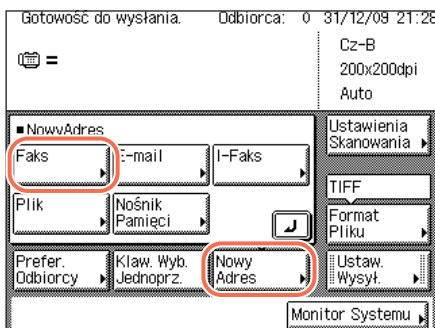 Gotowość do wysłania. Odbiorca: 0 31/12/09 21:28
Cz-B
=
200x200dpi
Auto
■NowyAdres
Ustawienia
Skanowania
Faks E-mail I-Faks
TIFF
Plik Nośnik
Pamięci
Format
Pliku
Prefer.
Odbiorcy
Klaw. Wyb.
Jednoprz.
Nowy
Adres
Ustaw.
Wysył.
Monitor Systemu